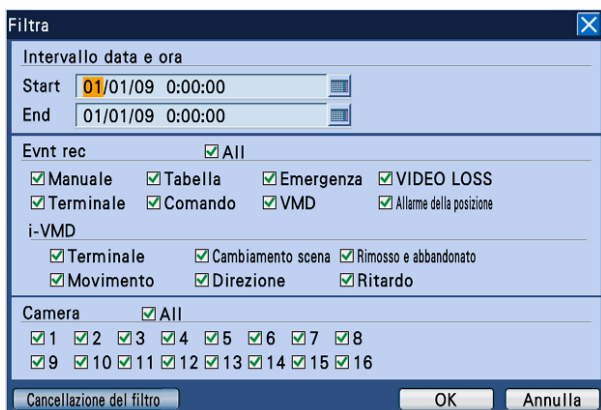 Filtra
Intervallo data e ora
Start 01/01/09 0:00:00
End 01/01/09 0:00:00
Evnt rec All
Manuale Tabella Emergenza VIDEO LOSS
Terminale Comando VMD Allarme della posizione
i-VMD
Terminale Cambiamento scena Rimosso e abbandonato
Movimento Direzione Ritardo
Camera All
1 2 3 4 5 6 7 8
9 10 11 12 13 14 15 16
Cancellazione del filtro OK Annulla